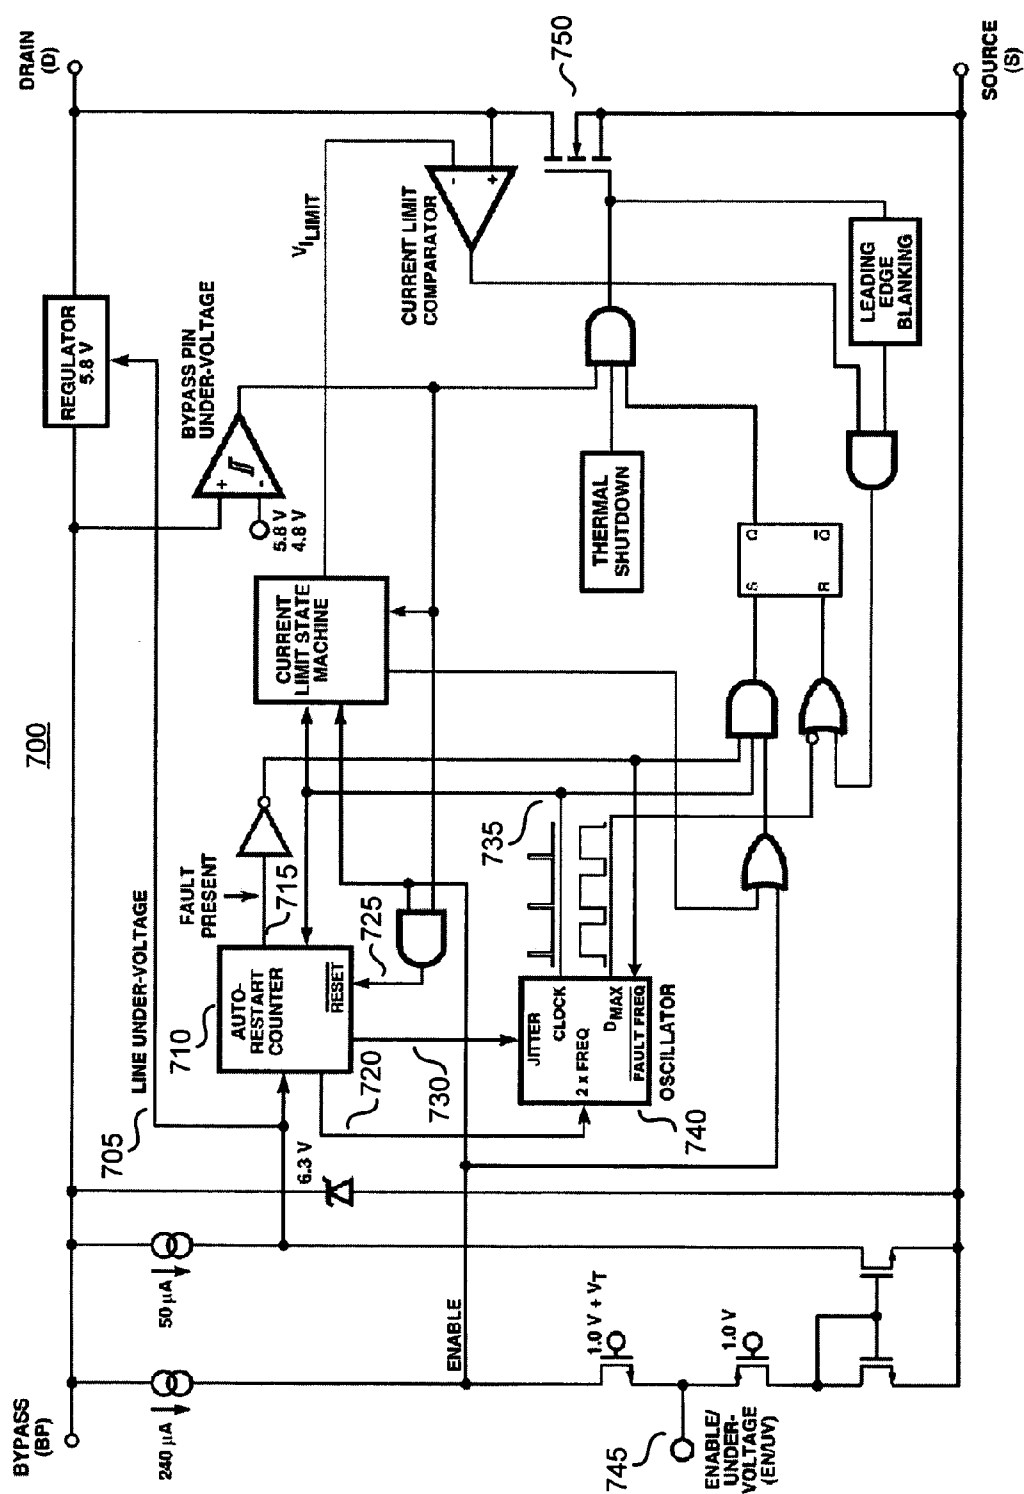 700
BYPASS
(BP)
DRAIN
(D)
240 µA
50 µA
705
LINE UNDER-VOLTAGE
REGULATOR
5.8 V
BYPASS PIN
UNDER-VOLTAGE
+
-
5.8 V
4.8 V
6.3 V
710
AUTO-
RESTART
COUNTER
RESET
FAULT
PRESENT
715
720
725
730
CURRENT
LIMIT STATE
MACHINE
VILIMIT
CURRENT LIMIT
COMPARATOR
-
+
ENABLE
735
JITTER
CLOCK
2 x FREQ
DMAX
FAULT FREQ
OSCILLATOR
740
THERMAL
SHUTDOWN
750
S
Q
R
Q
LEADING
EDGE
BLANKING
1.0 V + VT
1.0 V
745
ENABLE/
UNDER-
VOLTAGE
(EN/UV)
SOURCE
(S)